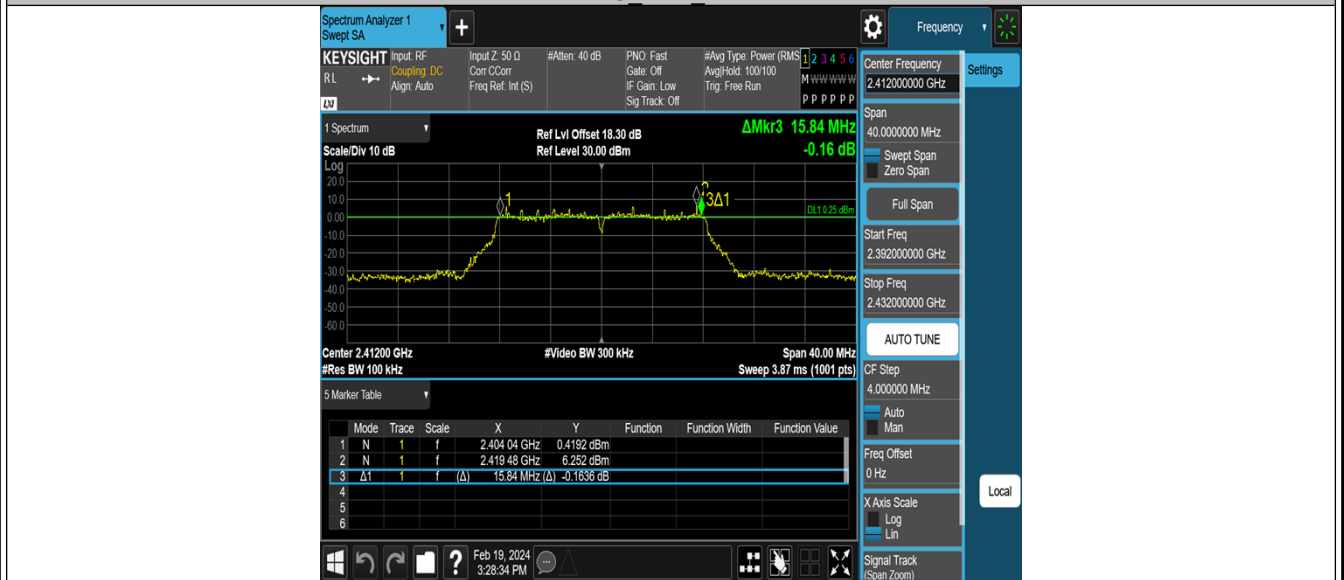 Spectrum Analyzer 1
Swept SA
+
Frequency
KEYSIGHT
RL
LXI
Input: RF
Coupling: DC
Align: Auto
Input Z: 50 Ω
Corr CCorr
Freq Ref: Int (S)
#Atten: 40 dB
PNO: Fast
Gate: Off
IF Gain: Low
Sig Track: Off
#Avg Type: Power (RMS
Avg|Hold: 100/100
Trig: Free Run
1 2 3 4 5 6
M W W W W W
P P P P P P
1 Spectrum
Scale/Div 10 dB
Ref Lvl Offset 18.30 dB
Ref Level 30.00 dBm
ΔMkr3 15.84 MHz
-0.16 dB
Log
20.0
10.0
0.00
-10.0
-20.0
-30.0
-40.0
-50.0
-60.0
1
3Δ1
DL1 0.25 dBm
Center 2.41200 GHz
#Res BW 100 kHz
#Video BW 300 kHz
Span 40.00 MHz
Sweep 3.87 ms (1001 pts)
5 Marker Table
Mode Trace Scale X Y Function Function Width Function Value
1 N 1 f 2.404 04 GHz 0.4192 dBm
2 N 1 f 2.419 48 GHz 6.252 dBm
3 Δ1 1 f (Δ) 15.84 MHz (Δ) -0.1636 dB
4
5
6
Feb 19, 2024
3:28:34 PM
?
Center Frequency
2.412000000 GHz
Span
40.0000000 MHz
Swept Span
Zero Span
Full Span
Start Freq
2.392000000 GHz
Stop Freq
2.432000000 GHz
AUTO TUNE
CF Step
4.000000 MHz
Auto
Man
Freq Offset
0 Hz
X Axis Scale
Log
Lin
Signal Track
(Span Zoom)
Settings
Local